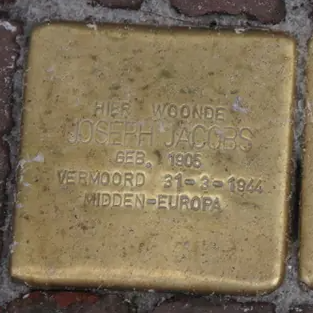 HIER WOONDE
JOSEPH JACOBS
GEB. 1905
VERMOORD 31-3-1944
MIDDEN-EUROPA